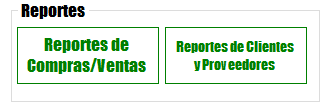 Reportes
Reportes de
Compras/Ventas
Reportes de Clientes
y Proveedores